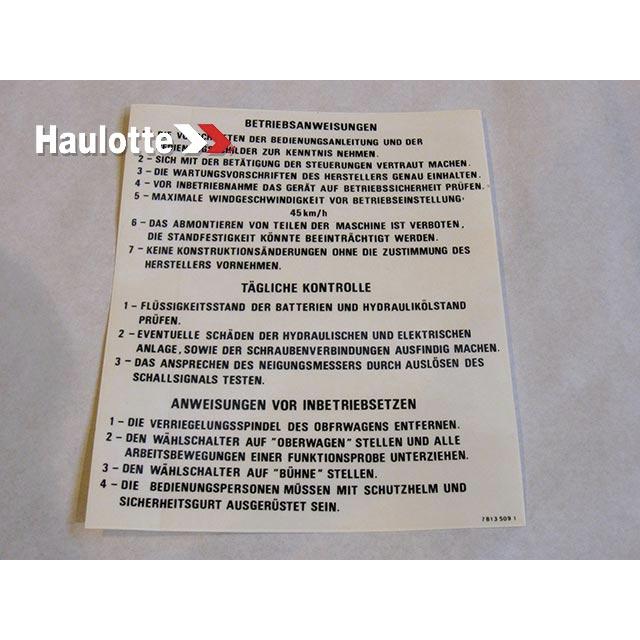 BETRIEBSANWEISUNGEN
Haulotte
DER BEDIENUNGSANLEITUNG UND DER
ZUR KENNTNIS NEHMEN.
2 - SICH MIT DER BETÄTIGUNG DER STEUERUNGEN VERTRAUT MACHEN.
3 - DIE WARTUNGSVORSCHRIFTEN DES HERSTELLERS GENAU EINHALTEN.
4 - VOR INBETRIEBNAHME DAS GERÄT AUF BETRIEBSSICHERHEIT PRÜFEN.
5 - MAXIMALE WINDGESCHWINDIGKEIT VOR BETRIEBSEINSTELLUNG:
45 km/h
6 - DAS ABMONTIEREN VON TEILEN DER MASCHINE IST VERBOTEN,
DIE STANDFESTIGKEIT KÖNNTE BEEINTRÄCHTIGT WERDEN.
7 - KEINE KONSTRUKTIONSÄNDERUNGEN OHNE DIE ZUSTIMMUNG DES
HERSTELLERS VORNEHMEN.
TÄGLICHE KONTROLLE
1 - FLÜSSIGKEITSSTAND DER BATTERIEN UND HYDRAULIKÖLSTAND
PRÜFEN.
2 - EVENTUELLE SCHÄDEN DER HYDRAULISCHEN UND ELEKTRISCHEN
ANLAGE, SOWIE DER SCHRAUBENVERBINDUNGEN AUSFINDIG MACHEN.
3 - DAS ANSPRECHEN DES NEIGUNGSMESSERS DURCH AUSLÖSEN DES
SCHALLSIGNALS TESTEN.
ANWEISUNGEN VOR INBETRIEBSETZEN
1 - DIE VERRIEGELUNGSSPINDEL DES OBFRWAGENS ENTFERNEN.
2 - DEN WÄHLSCHALTER AUF "OBERWAGEN" STELLEN UND ALLE
ARBEITSBEWEGUNGEN EINER FUNKTIONSPROBE UNTERZIEHEN.
3 - DEN WÄHLSCHALTER AUF "BÜHNE" STELLEN.
4 - DIE BEDIENUNGSPERSONEN MÜSSEN MIT SCHUTZHELM UND
SICHERHEITSGURT AUSGERÜSTET SEIN.
7813 509 1